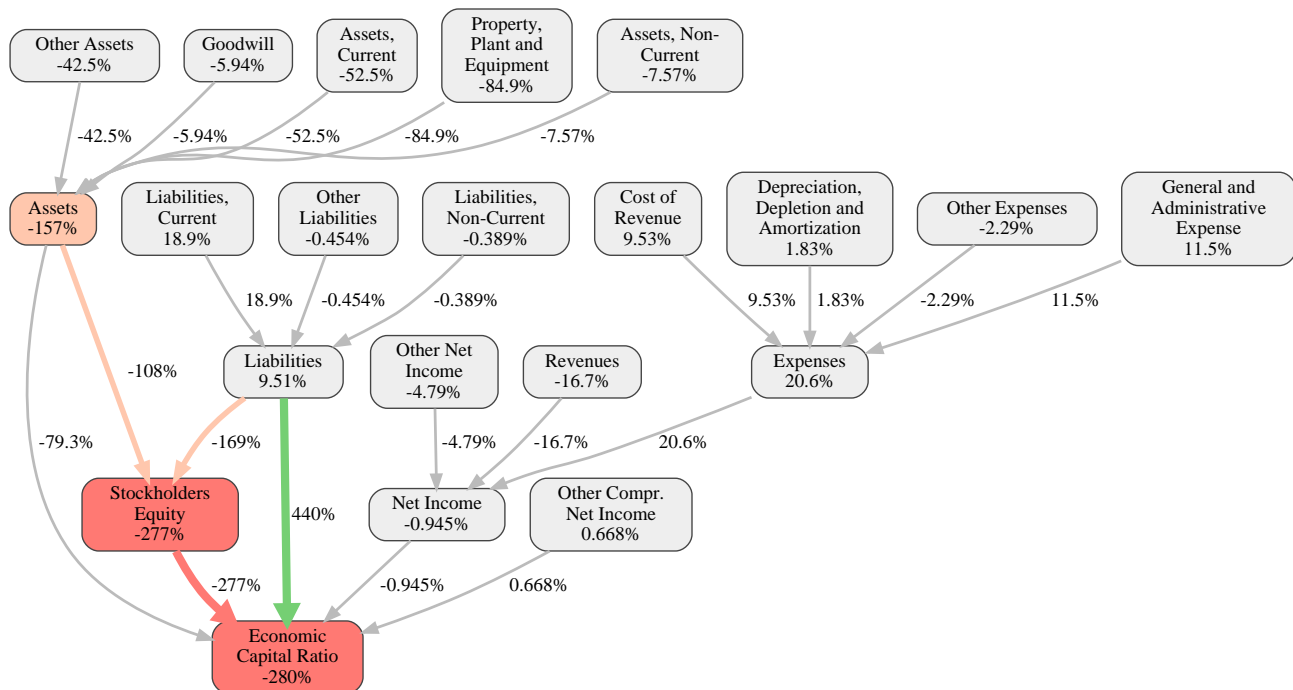 Other Assets
-42.5%
Goodwill
-5.94%
Assets,
Current
-52.5%
Property,
Plant and
Equipment
-84.9%
Assets, Non-
Current
-7.57%
-42.5%
-5.94%
-52.5%
-84.9%
-7.57%
Assets
-157%
Liabilities,
Current
18.9%
Other
Liabilities
-0.454%
Liabilities,
Non-Current
-0.389%
Cost of
Revenue
9.53%
Depreciation,
Depletion and
Amortization
1.83%
Other Expenses
-2.29%
General and
Administrative
Expense
11.5%
18.9%
-0.454%
-0.389%
9.53%
1.83%
-2.29%
11.5%
Liabilities
9.51%
Other Net
Income
-4.79%
Revenues
-16.7%
Expenses
20.6%
-108%
-79.3%
-169%
-4.79%
-16.7%
20.6%
Stockholders
Equity
-277%
440%
Net Income
-0.945%
Other Compr.
Net Income
0.668%
-277%
-0.945%
0.668%
Economic
Capital Ratio
-280%